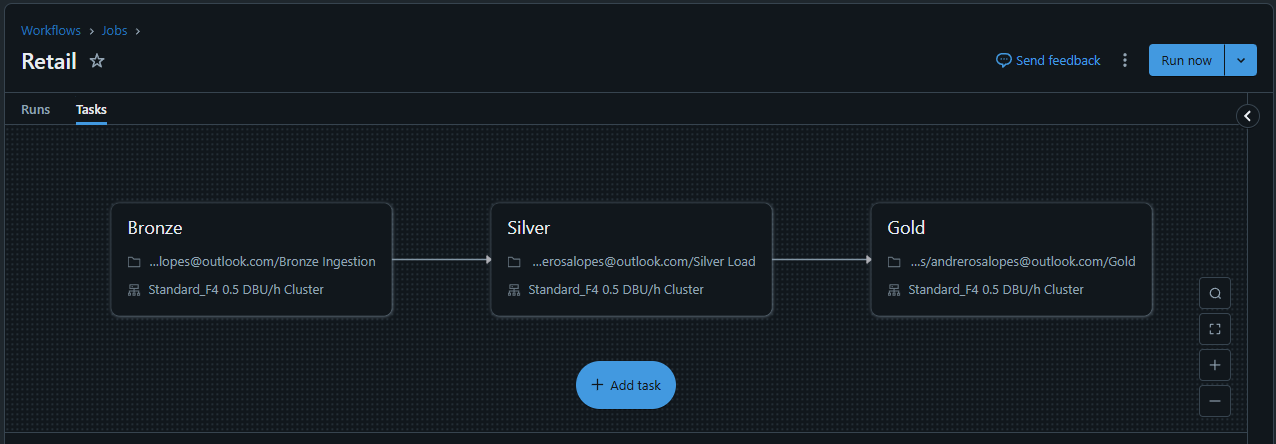 Workflows > Jobs >
Retail
Send feedback
Run now
Runs
Tasks
Bronze
...lopes@outlook.com/Bronze Ingestion
Standard_F4 0.5 DBU/h Cluster
Silver
...erosalopes@outlook.com/Silver Load
Standard_F4 0.5 DBU/h Cluster
Gold
...s/andrerosalopes@outlook.com/Gold
Standard_F4 0.5 DBU/h Cluster
+ Add task